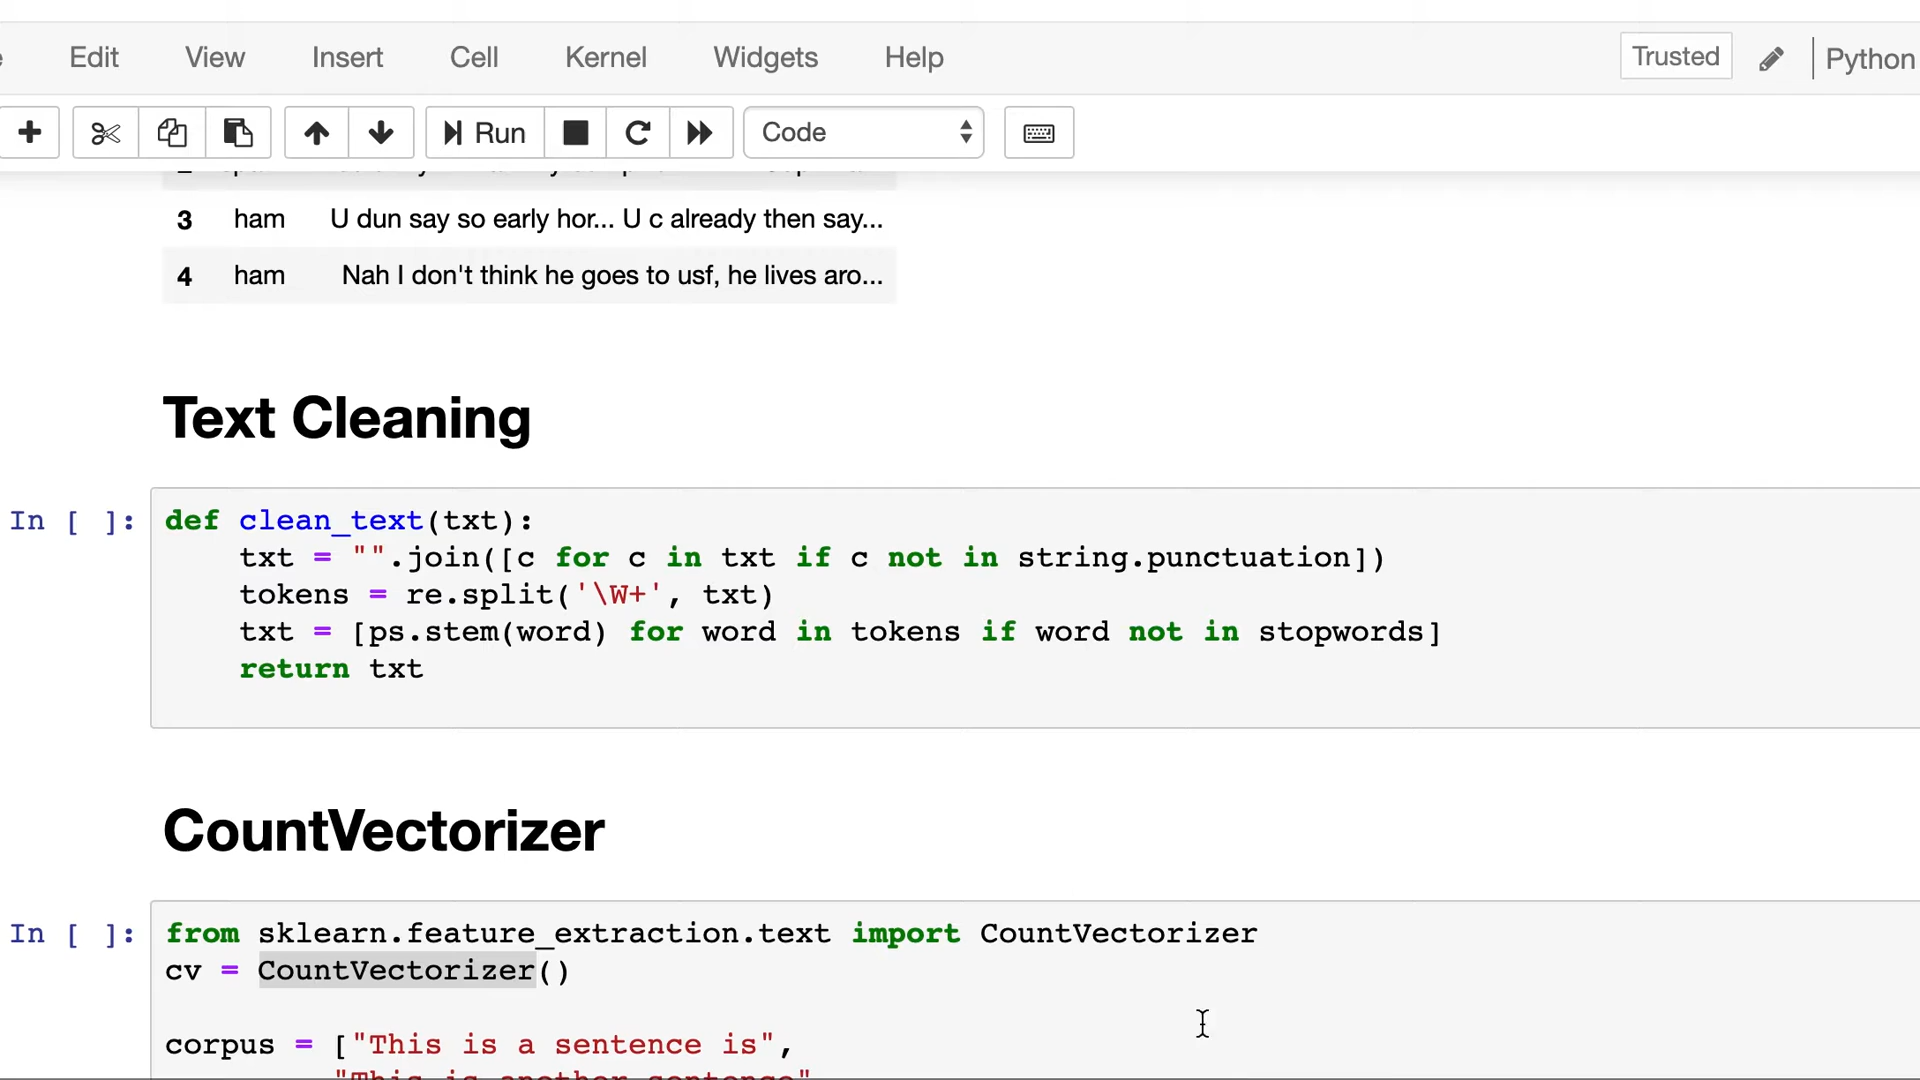 Edit View Insert Cell Kernel Widgets Help Trusted Python
Run Code
3 ham U dun say so early hor... U c already then say...
4 ham Nah I don't think he goes to usf, he lives aro...
Text Cleaning
In [ ]: def clean_text(txt):
txt = "".join([c for c in txt if c not in string.punctuation])
tokens = re.split('\W+', txt)
txt = [ps.stem(word) for word in tokens if word not in stopwords]
return txt
CountVectorizer
In [ ]: from sklearn.feature_extraction.text import CountVectorizer
cv = CountVectorizer()
corpus = ["This is a sentence is",
"This is another sentence"